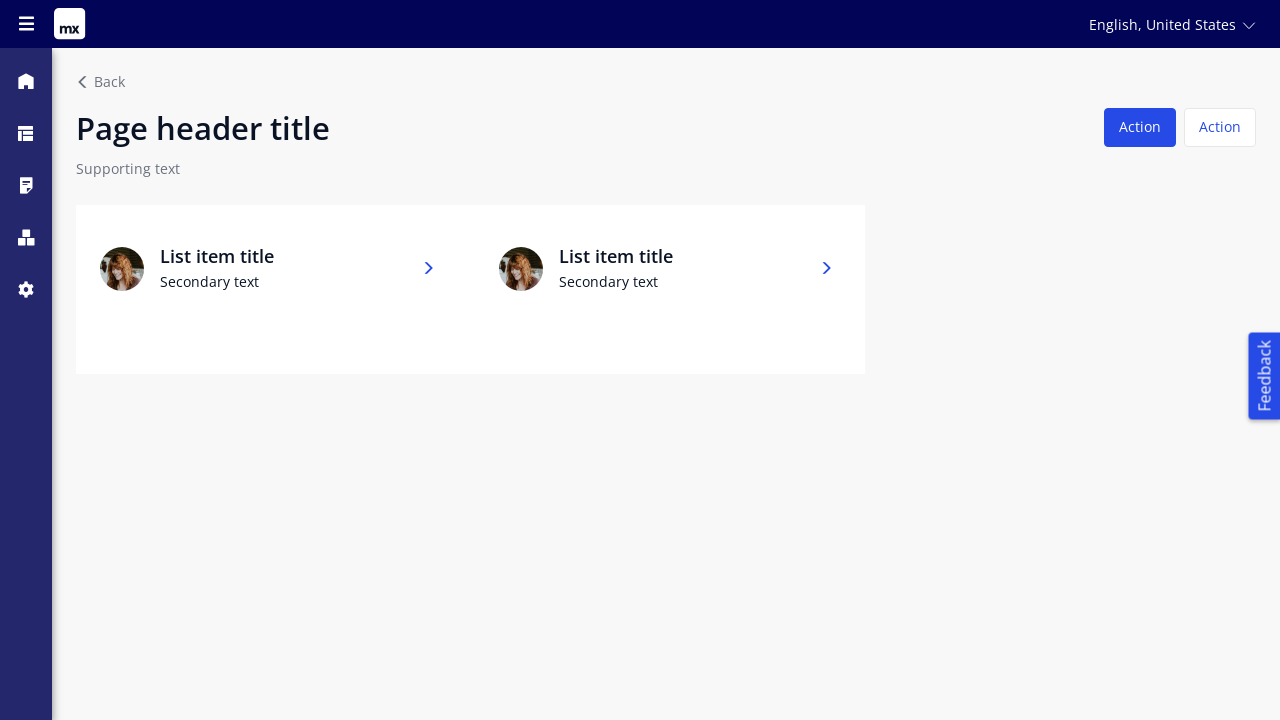 mx
English, United States
Back
Page header title
Action
Action
Supporting text
List item title
Secondary text
List item title
Secondary text
Feedback